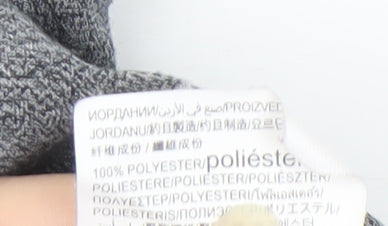 ИОРДАНИИ/صنع في الأردن/PROIZVED
JORDANU/約旦製造/约旦制造/요르단
纤维成份 / 纖維成份
100% POLYESTER/poliéster
POLIESTERE/POLIÉSTER/POLIESTER/
ΠΟΛΥΕΣΤΕΡ/POLYESTER/โพลีเอสเตอร์/
POLIESTERIS/ПОЛИЭ ПОЛИЕСТЕР/